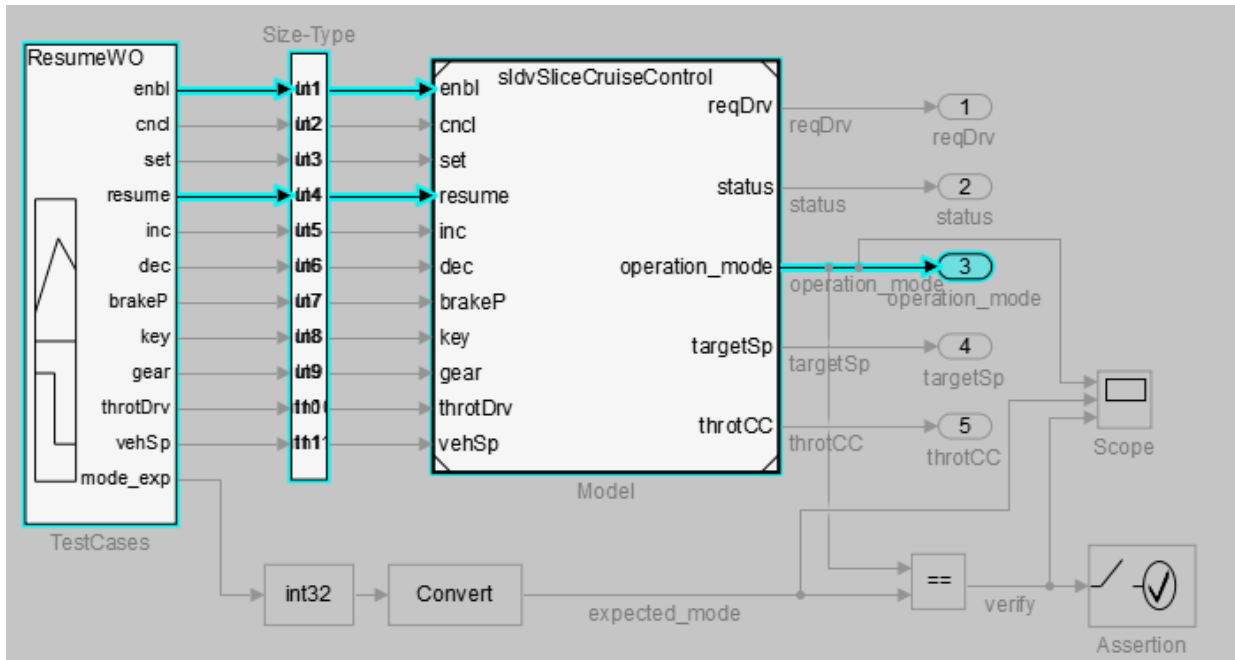 Size-Type
ResumeWO
enbl
cncl
set
resume
inc
dec
brakeP
key
gear
throtDrv
vehSp
mode_exp
TestCases
sldvSliceCruiseControl
enbl
cncl
set
resume
inc
dec
brakeP
key
gear
throtDrv
vehSp
reqDrv
status
operation_mode
targetSp
throtCC
Model
reqDrv
1
reqDrv
status
2
status
operation_mode
3
operation_mode
targetSp
4
targetSp
throtCC
5
throtCC
Scope
int32
Convert
expected_mode
==
verify
Assertion